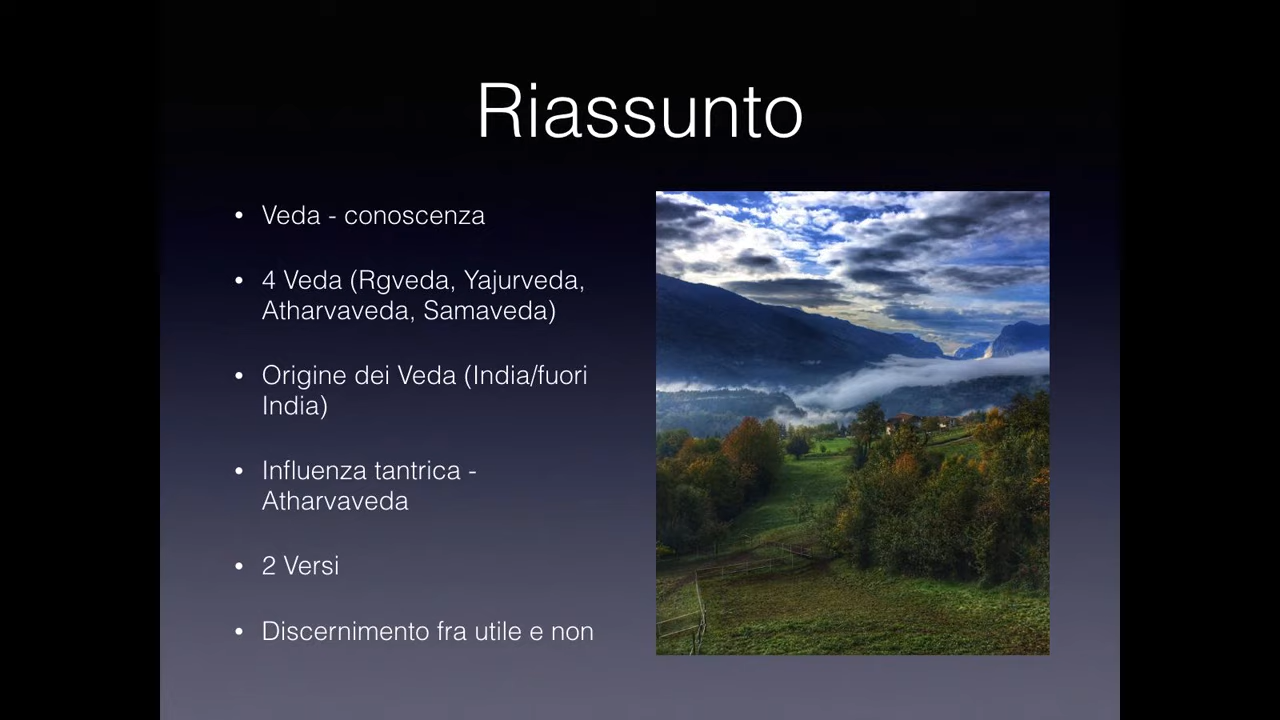 Riassunto
• Veda - conoscenza
• 4 Veda (Rgveda, Yajurveda,
Atharvaveda, Samaveda)
• Origine dei Veda (India/fuori
India)
• Influenza tantrica -
Atharvaveda
• 2 Versi
• Discernimento fra utile e non